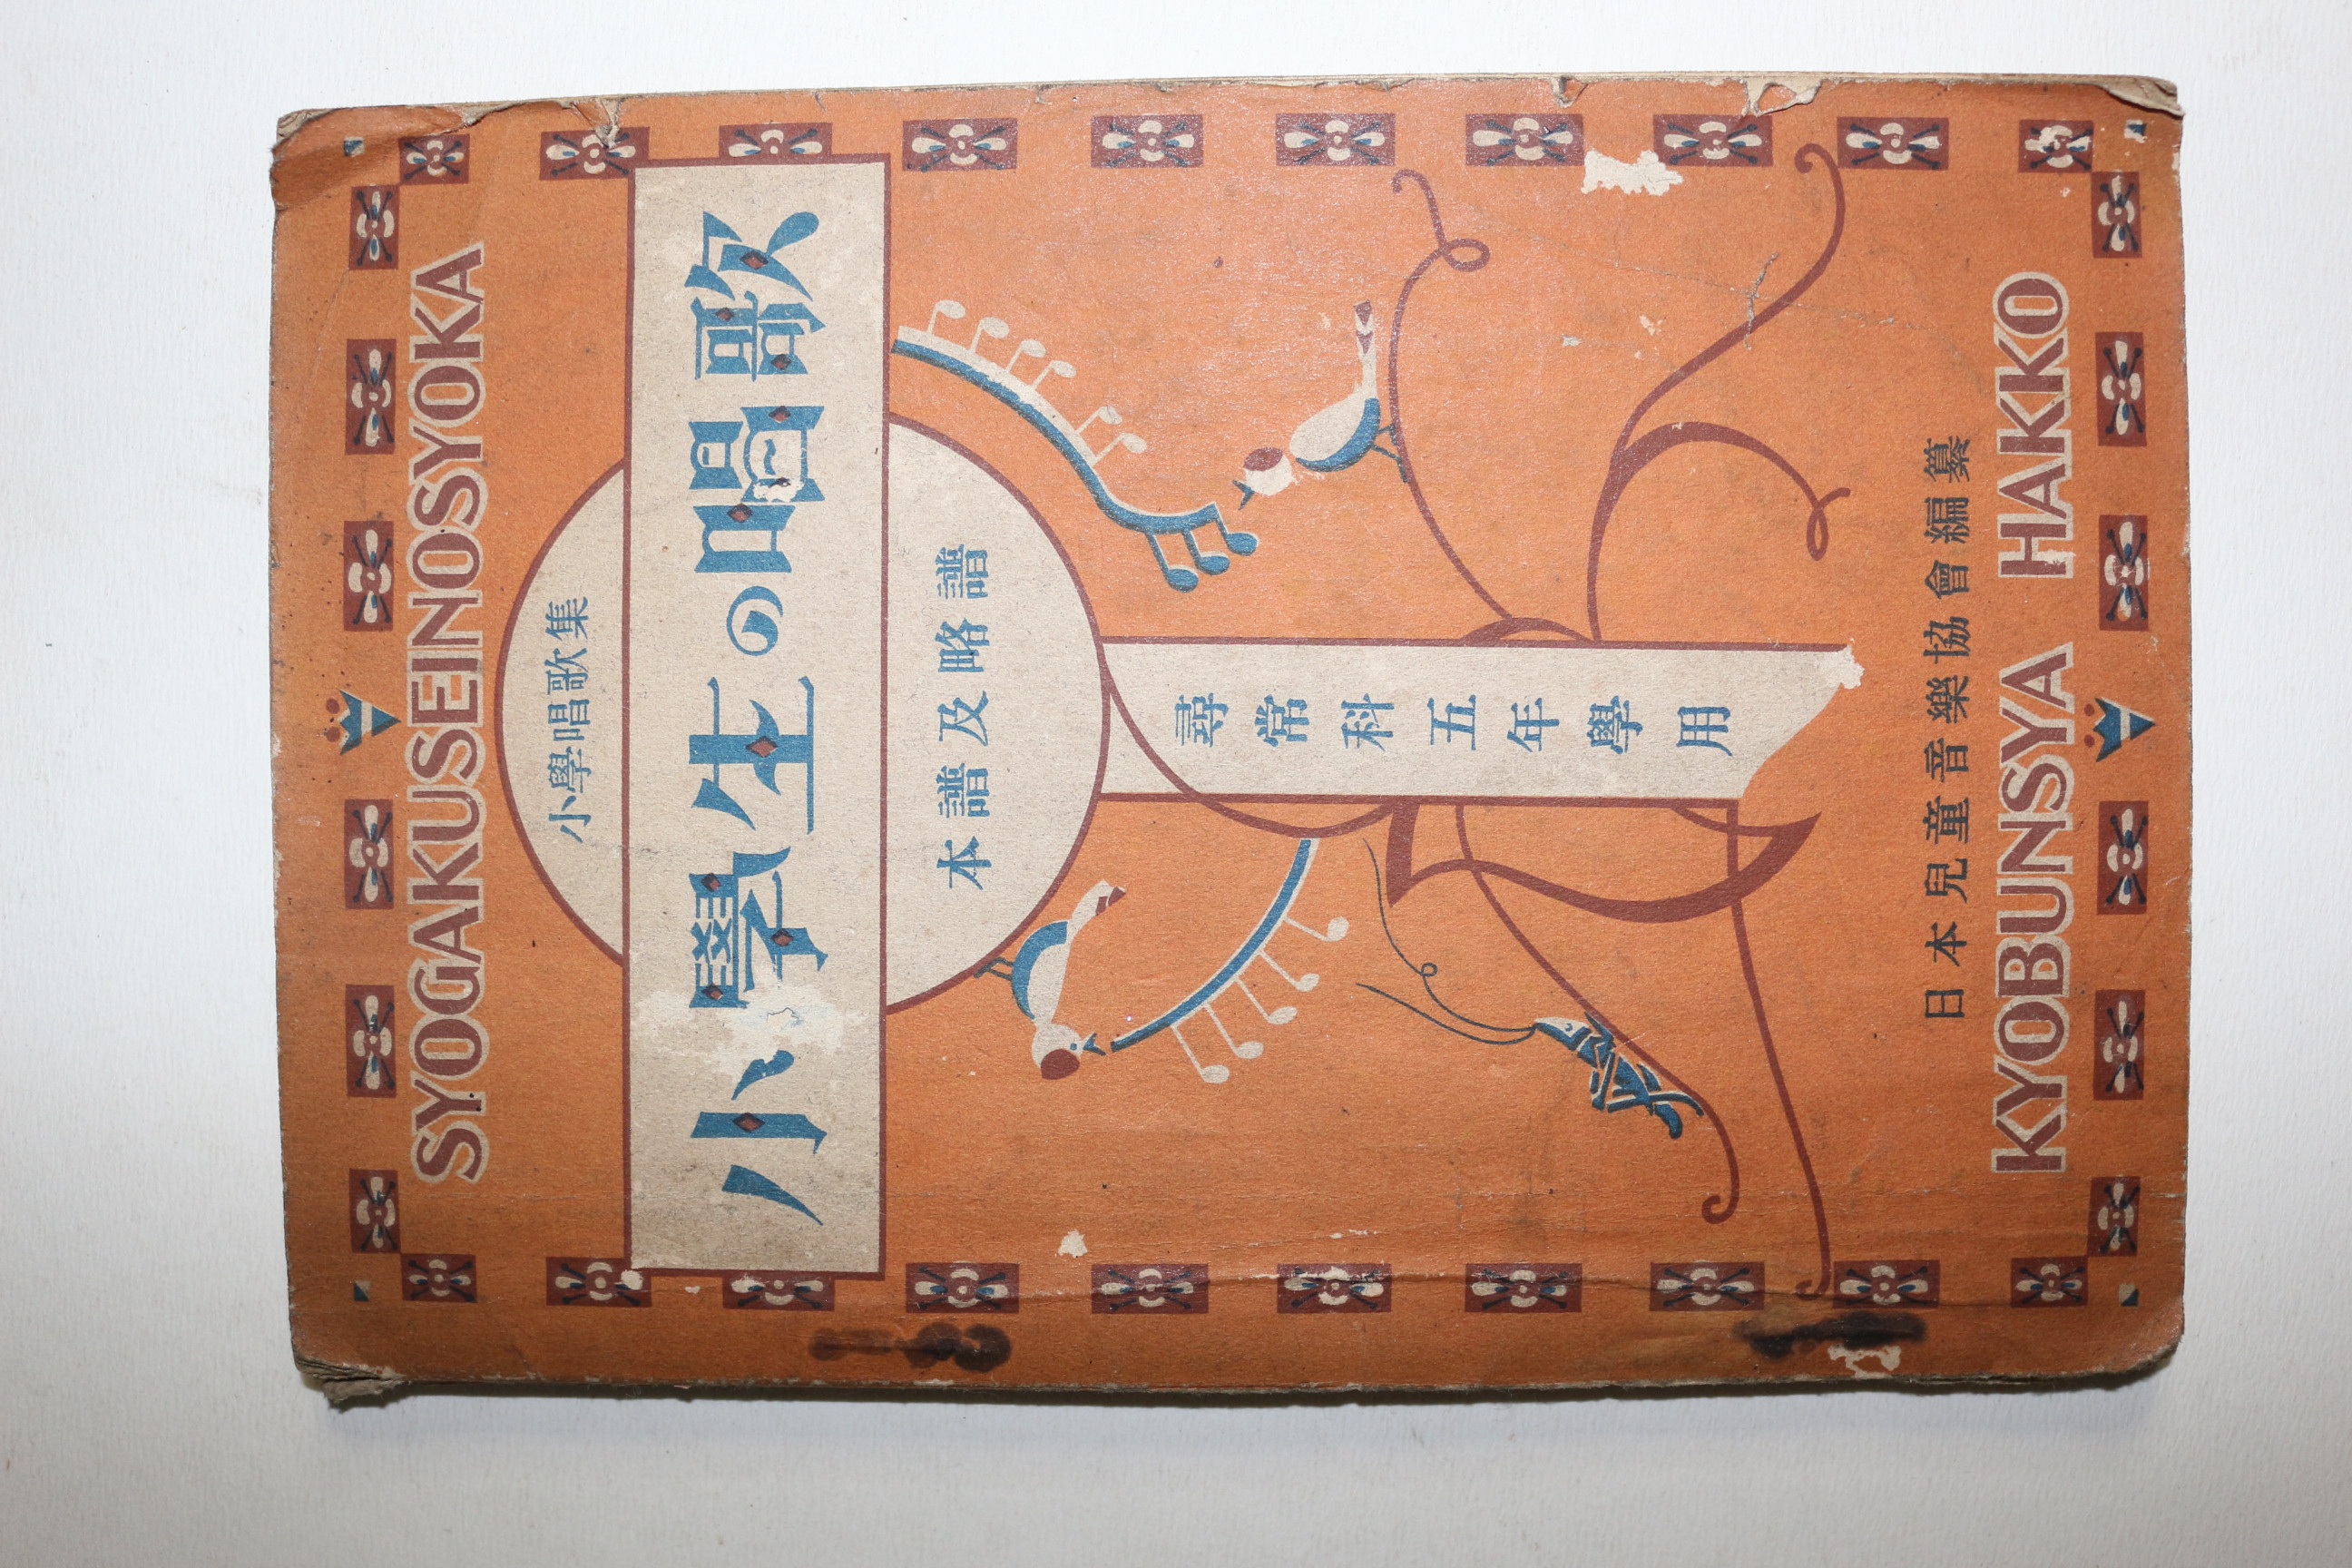 SYOGAKUSEINOSYOKA
小學唱歌集
小學生の唱歌
本譜及略譜
尋常科五年學用
日本兒童音樂協會編纂
KYOBUNSYA HAKKO